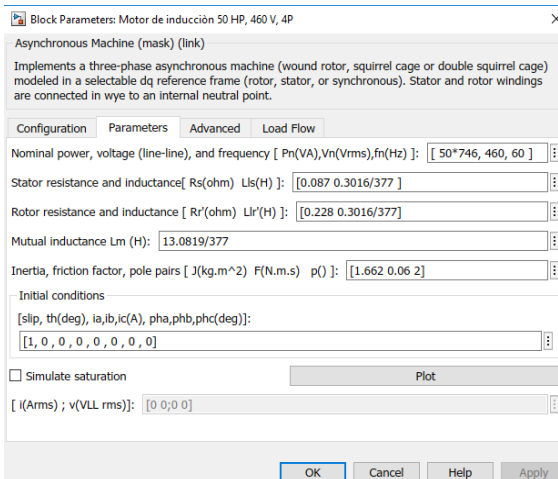 Block Parameters: Motor de inducciòn 50 HP, 460 V, 4P
Asynchronous Machine (mask) (link)
Implements a three-phase asynchronous machine (wound rotor, squirrel cage or double squirrel cage)
modeled in a selectable dq reference frame (rotor, stator, or synchronous). Stator and rotor windings
are connected in wye to an internal neutral point.
Configuration Parameters Advanced Load Flow
Nominal power, voltage (line-line), and frequency [ Pn(VA),Vn(Vrms),fn(Hz) ]: [ 50*746, 460, 60 ]
Stator resistance and inductance[ Rs(ohm) Lls(H) ]: [0.087 0.3016/377 ]
Rotor resistance and inductance [ Rr'(ohm) Llr'(H) ]: [0.228 0.3016/377]
Mutual inductance Lm (H): 13.0819/377
Inertia, friction factor, pole pairs [ J(kg.m^2) F(N.m.s) p() ]: [1.662 0.06 2]
Initial conditions
[slip, th(deg), ia,ib,ic(A), pha,phb,phc(deg)]:
[1, 0 , 0 , 0 , 0 , 0 , 0 , 0]
Simulate saturation Plot
[ i(Arms) ; v(VLL rms)]: [0 0;0 0]
OK Cancel Help Apply